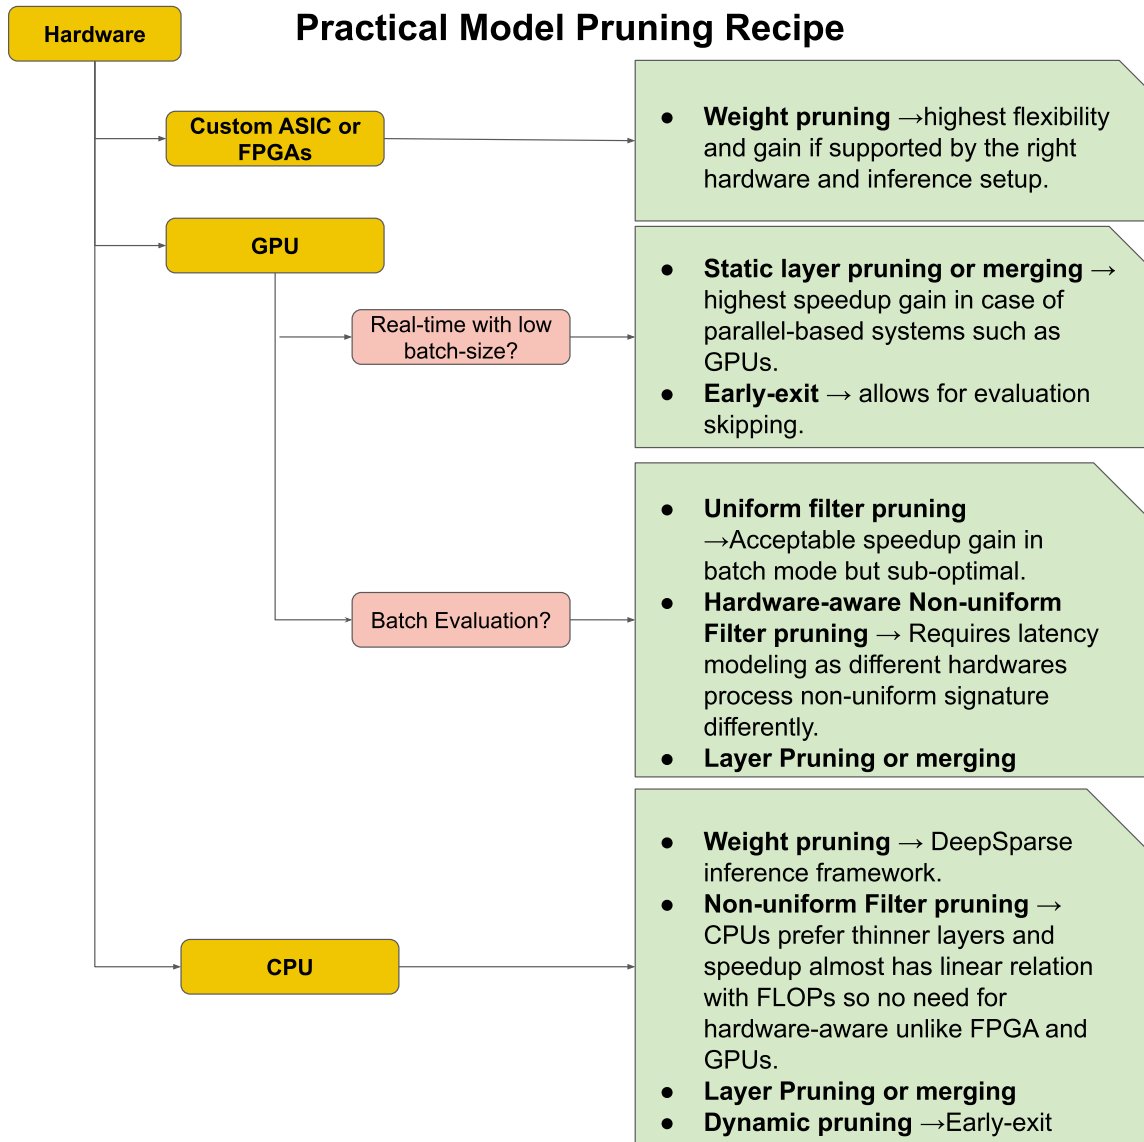 Practical Model Pruning Recipe
Hardware
Custom ASIC or
FPGAs
● Weight pruning →highest flexibility
and gain if supported by the right
hardware and inference setup.
GPU
Real-time with low
batch-size?
● Static layer pruning or merging →
highest speedup gain in case of
parallel-based systems such as
GPUs.
● Early-exit → allows for evaluation
skipping.
Batch Evaluation?
● Uniform filter pruning
→Acceptable speedup gain in
batch mode but sub-optimal.
● Hardware-aware Non-uniform
Filter pruning → Requires latency
modeling as different hardwares
process non-uniform signature
differently.
● Layer Pruning or merging
CPU
● Weight pruning → DeepSparse
inference framework.
● Non-uniform Filter pruning →
CPUs prefer thinner layers and
speedup almost has linear relation
with FLOPs so no need for
hardware-aware unlike FPGA and
GPUs.
● Layer Pruning or merging
● Dynamic pruning →Early-exit